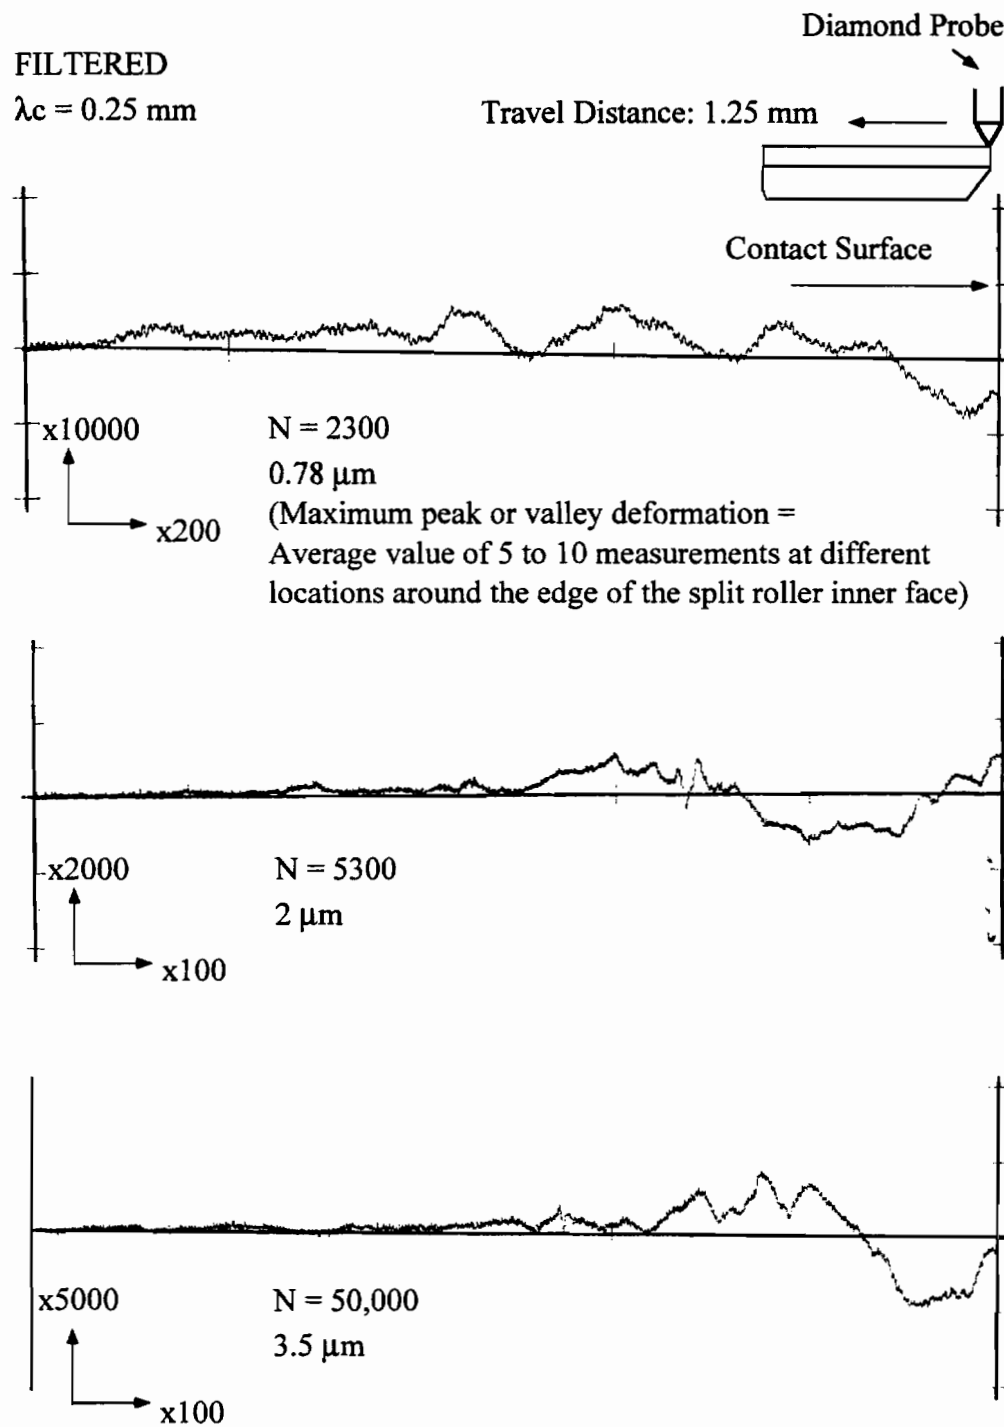 Diamond Probe
FILTERED
λc = 0.25 mm
Travel Distance: 1.25 mm
Contact Surface
x10000
x200
N = 2300
0.78 μm
(Maximum peak or valley deformation =
Average value of 5 to 10 measurements at different
locations around the edge of the split roller inner face)
x2000
x100
N = 5300
2 μm
x5000
x100
N = 50,000
3.5 μm